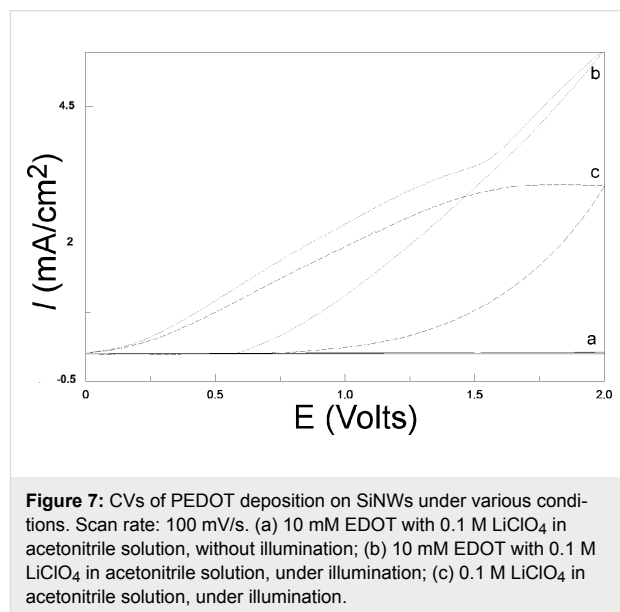 4.5
b
c
I (mA/cm²)
2
a
-0.5
0
0.5
1.0
1.5
2.0
E (Volts)
Figure 7: CVs of PEDOT deposition on SiNWs under various condi-
tions. Scan rate: 100 mV/s. (a) 10 mM EDOT with 0.1 M LiClO₄ in
acetonitrile solution, without illumination; (b) 10 mM EDOT with 0.1 M
LiClO₄ in acetonitrile solution, under illumination; (c) 0.1 M LiClO₄ in
acetonitrile solution, under illumination.